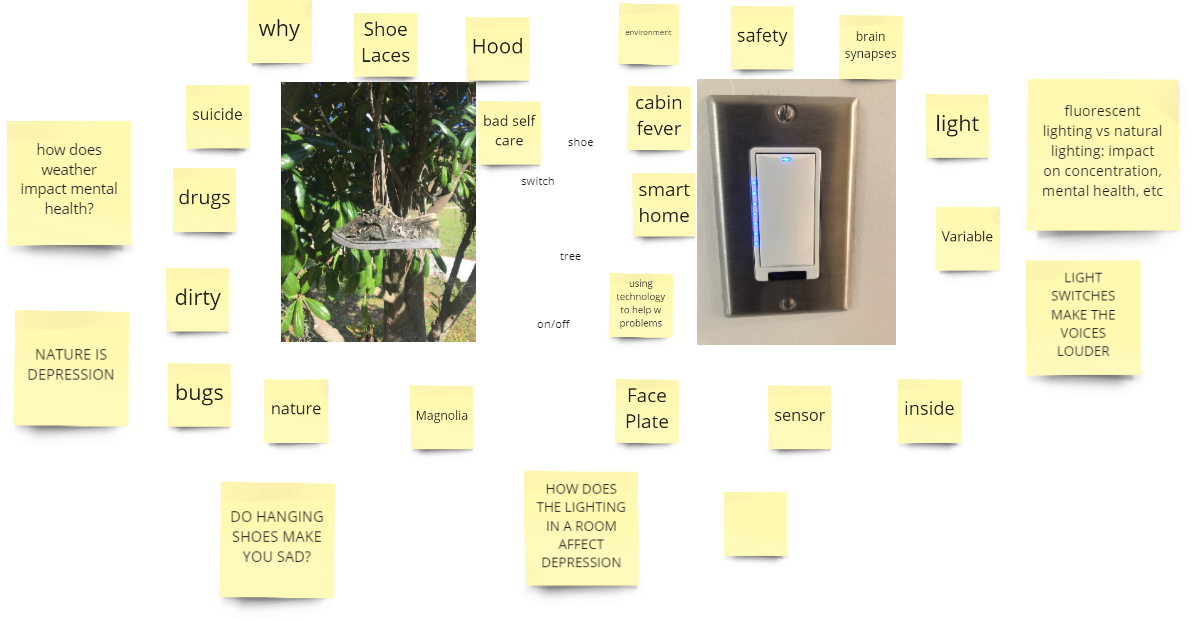 why
Shoe
Laces
Hood
environment
safety
brain
synapses
suicide
bad self
care
shoe
cabin
fever
light
fluorescent
lighting vs natural
lighting: impact
on concentration,
mental health, etc
how does
weather
impact mental
health?
drugs
switch
smart
home
Variable
tree
dirty
using
technology
to help w
problems
LIGHT
SWITCHES
MAKE THE
VOICES
LOUDER
on/off
NATURE IS
DEPRESSION
bugs
nature
Magnolia
Face
Plate
sensor
inside
DO HANGING
SHOES MAKE
YOU SAD?
HOW DOES
THE LIGHTING
IN A ROOM
AFFECT
DEPRESSION